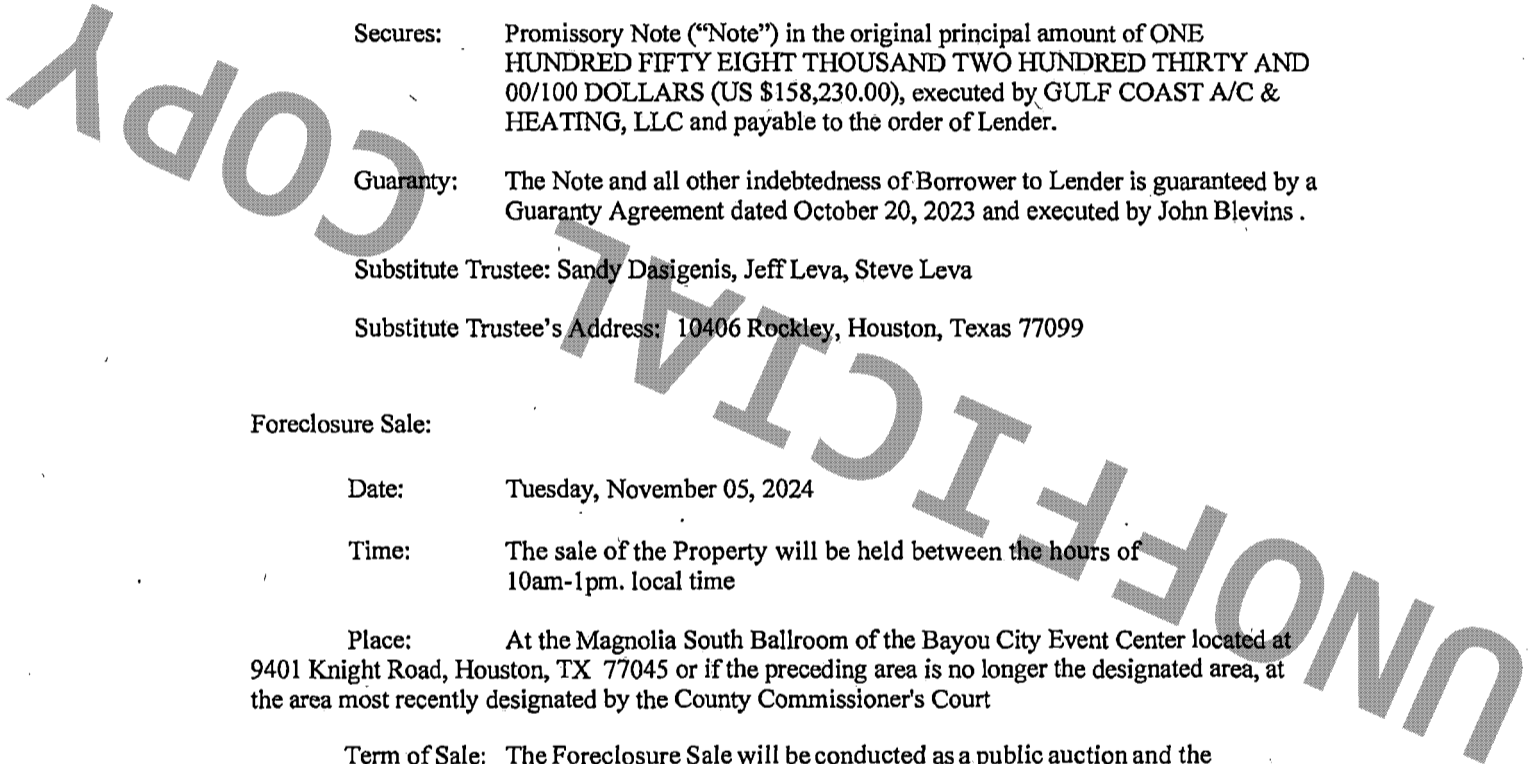 Secures: Promissory Note (“Note”) in the original principal amount of ONE
HUNDRED FIFTY EIGHT THOUSAND TWO HUNDRED THIRTY AND
00/100 DOLLARS (US $158,230.00), executed by GULF COAST A/C &
HEATING, LLC and payable to the order of Lender.
Guaranty: The Note and all other indebtedness of Borrower to Lender is guaranteed by a
Guaranty Agreement dated October 20, 2023 and executed by John Blevins .
Substitute Trustee: Sandy Dasigenis, Jeff Leva, Steve Leva
Substitute Trustee’s Address: 10406 Rockley, Houston, Texas 77099
Foreclosure Sale:
Date: Tuesday, November 05, 2024
Time: The sale of the Property will be held between the hours of
10am-1pm. local time
Place: At the Magnolia South Ballroom of the Bayou City Event Center located at
9401 Knight Road, Houston, TX 77045 or if the preceding area is no longer the designated area, at
the area most recently designated by the County Commissioner's Court
Term of Sale: The Foreclosure Sale will be conducted as a public auction and the
UNOFFICIAL COPY